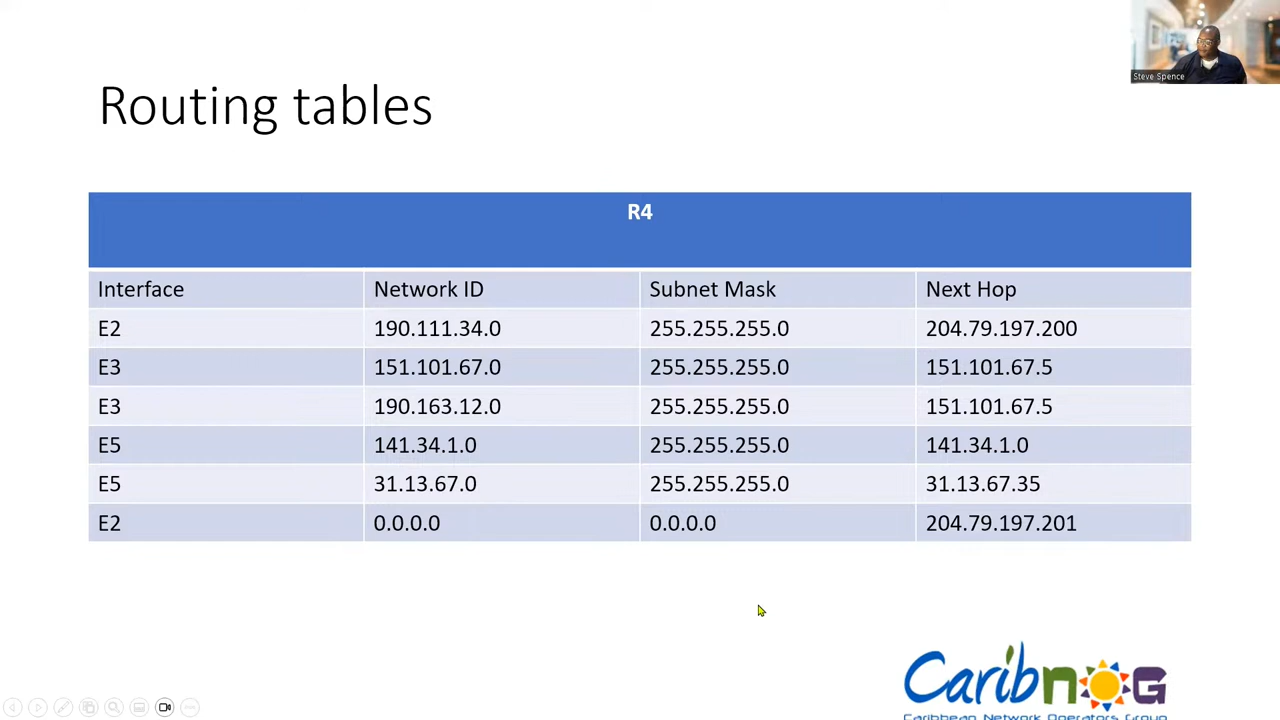 Steve Spence
Routing tables
R4
Interface Network ID Subnet Mask Next Hop
E2 190.111.34.0 255.255.255.0 204.79.197.200
E3 151.101.67.0 255.255.255.0 151.101.67.5
E3 190.163.12.0 255.255.255.0 151.101.67.5
E5 141.34.1.0 255.255.255.0 141.34.1.0
E5 31.13.67.0 255.255.255.0 31.13.67.35
E2 0.0.0.0 0.0.0.0 204.79.197.201
CaribNOG
Caribbean Network Operators Group